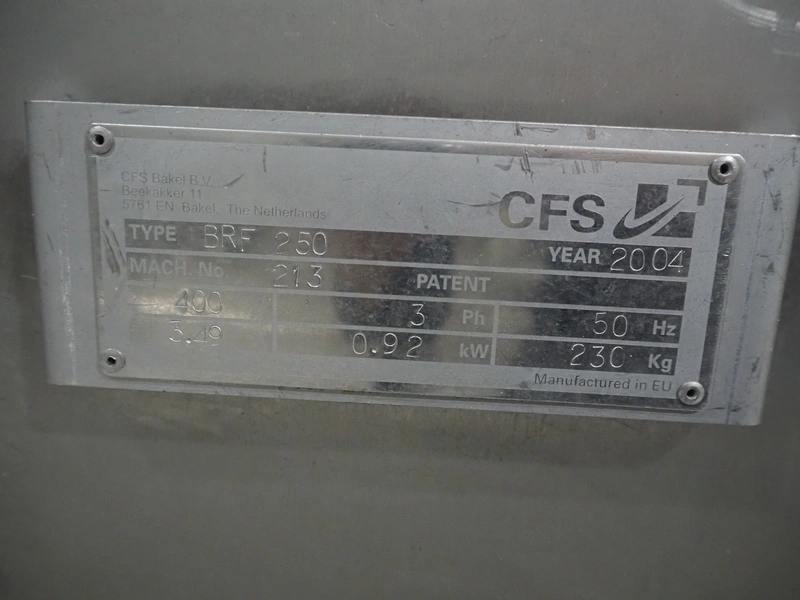 CFS Bakel B.V.
Beekakker 11
5761 EN Bakel, The Netherlands
CFS
TYPE BRF 250 YEAR 2004
MACH. No. 213 PATENT
400 3 Ph 50 Hz
3.49 0.92 kW 230 Kg
Manufactured in EU